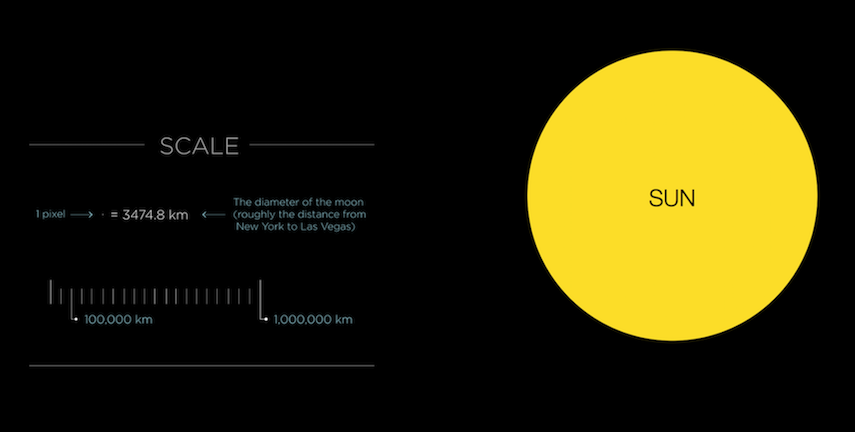 SCALE
1 pixel · = 3474.8 km
The diameter of the moon
(roughly the distance from
New York to Las Vegas)
100,000 km
1,000,000 km
SUN